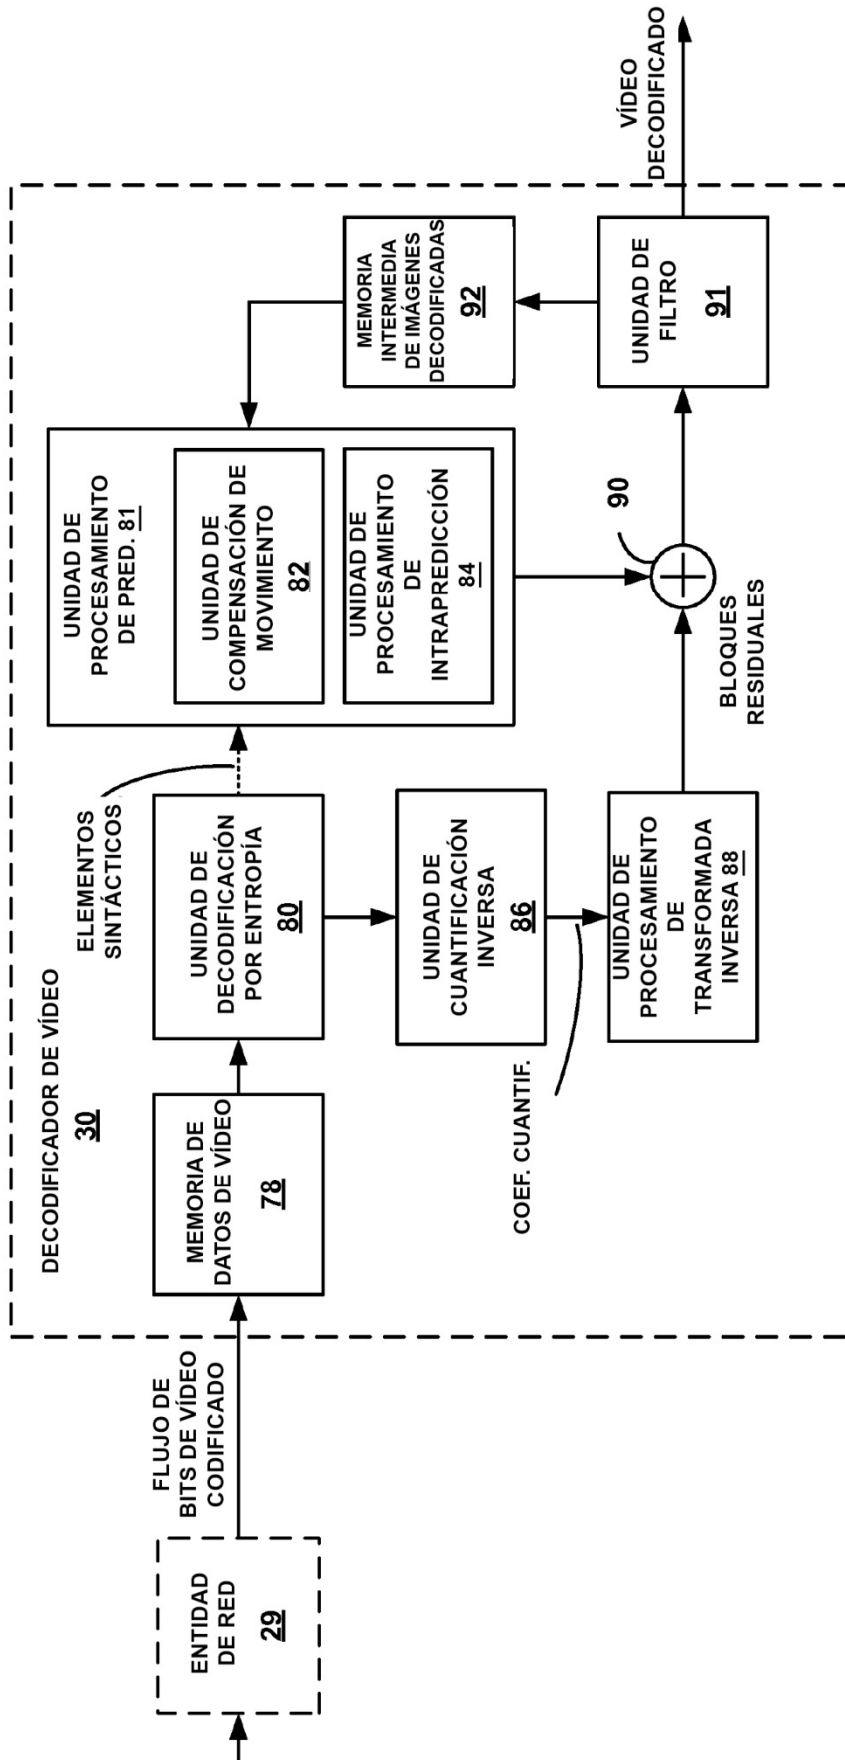 ENTIDAD
DE RED
29
FLUJO DE
BITS DE VÍDEO
CODIFICADO
DECODIFICADOR DE VÍDEO
30
MEMORIA DE
DATOS DE VÍDEO
78
ELEMENTOS
SINTÁCTICOS
UNIDAD DE
DECODIFICACIÓN
POR ENTROPÍA
80
UNIDAD DE
PROCESAMIENTO
DE PRED. 81
UNIDAD DE
COMPENSACIÓN DE
MOVIMIENTO
82
UNIDAD DE
PROCESAMIENTO
DE
INTRAPREDICCIÓN
84
UNIDAD DE
CUANTIFICACIÓN
INVERSA
86
COEF. CUANTIF.
UNIDAD DE
PROCESAMIENTO
DE
TRANSFORMADA
INVERSA 88
BLOQUES
RESIDUALES
90
MEMORIA
INTERMEDIA
DE IMÁGENES
DECODIFICADAS
92
UNIDAD DE
FILTRO
91
VÍDEO
DECODIFICADO